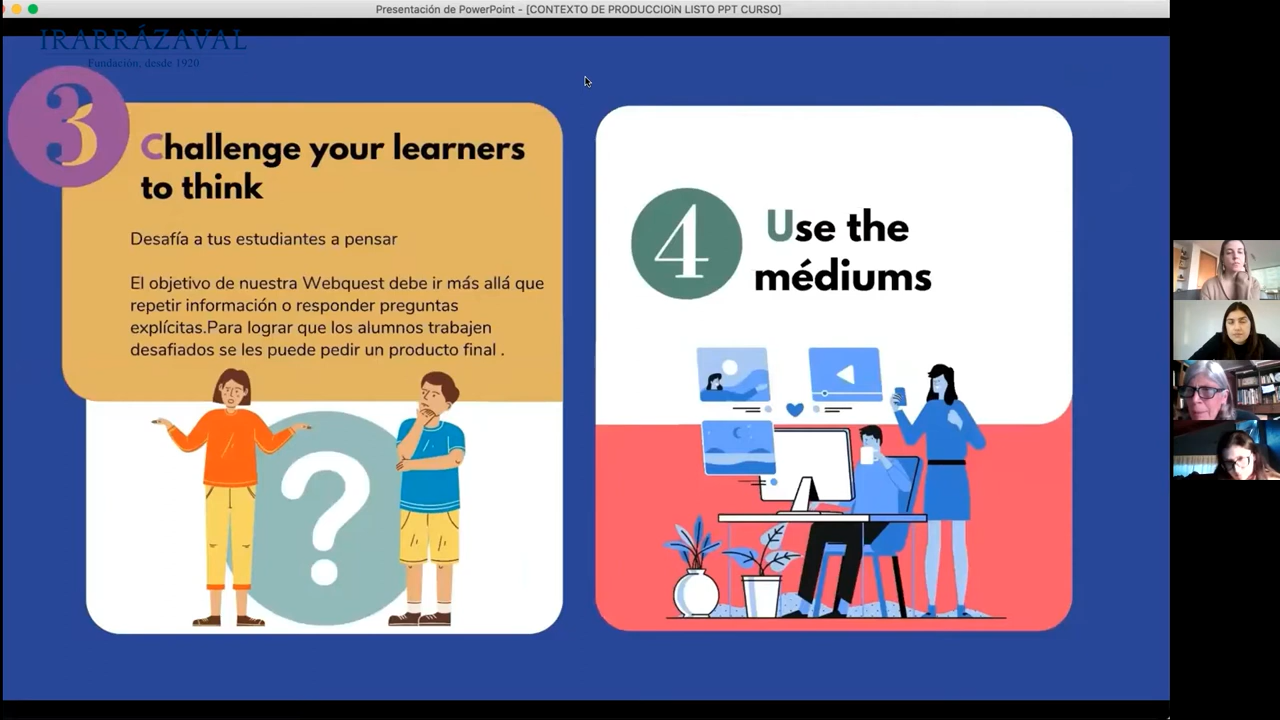 Presentación de PowerPoint - [CONTEXTO DE PRODUCCIOìN LISTO PPT CURSO]
IRARRÁZAVAL
Fundación, desde 1920
3
Challenge your learners
to think
Desafía a tus estudiantes a pensar
El objetivo de nuestra Webquest debe ir más allá que
repetir información o responder preguntas
explícitas.Para lograr que los alumnos trabajen
desafiados se les puede pedir un producto final .
?
4
Use the
médiums